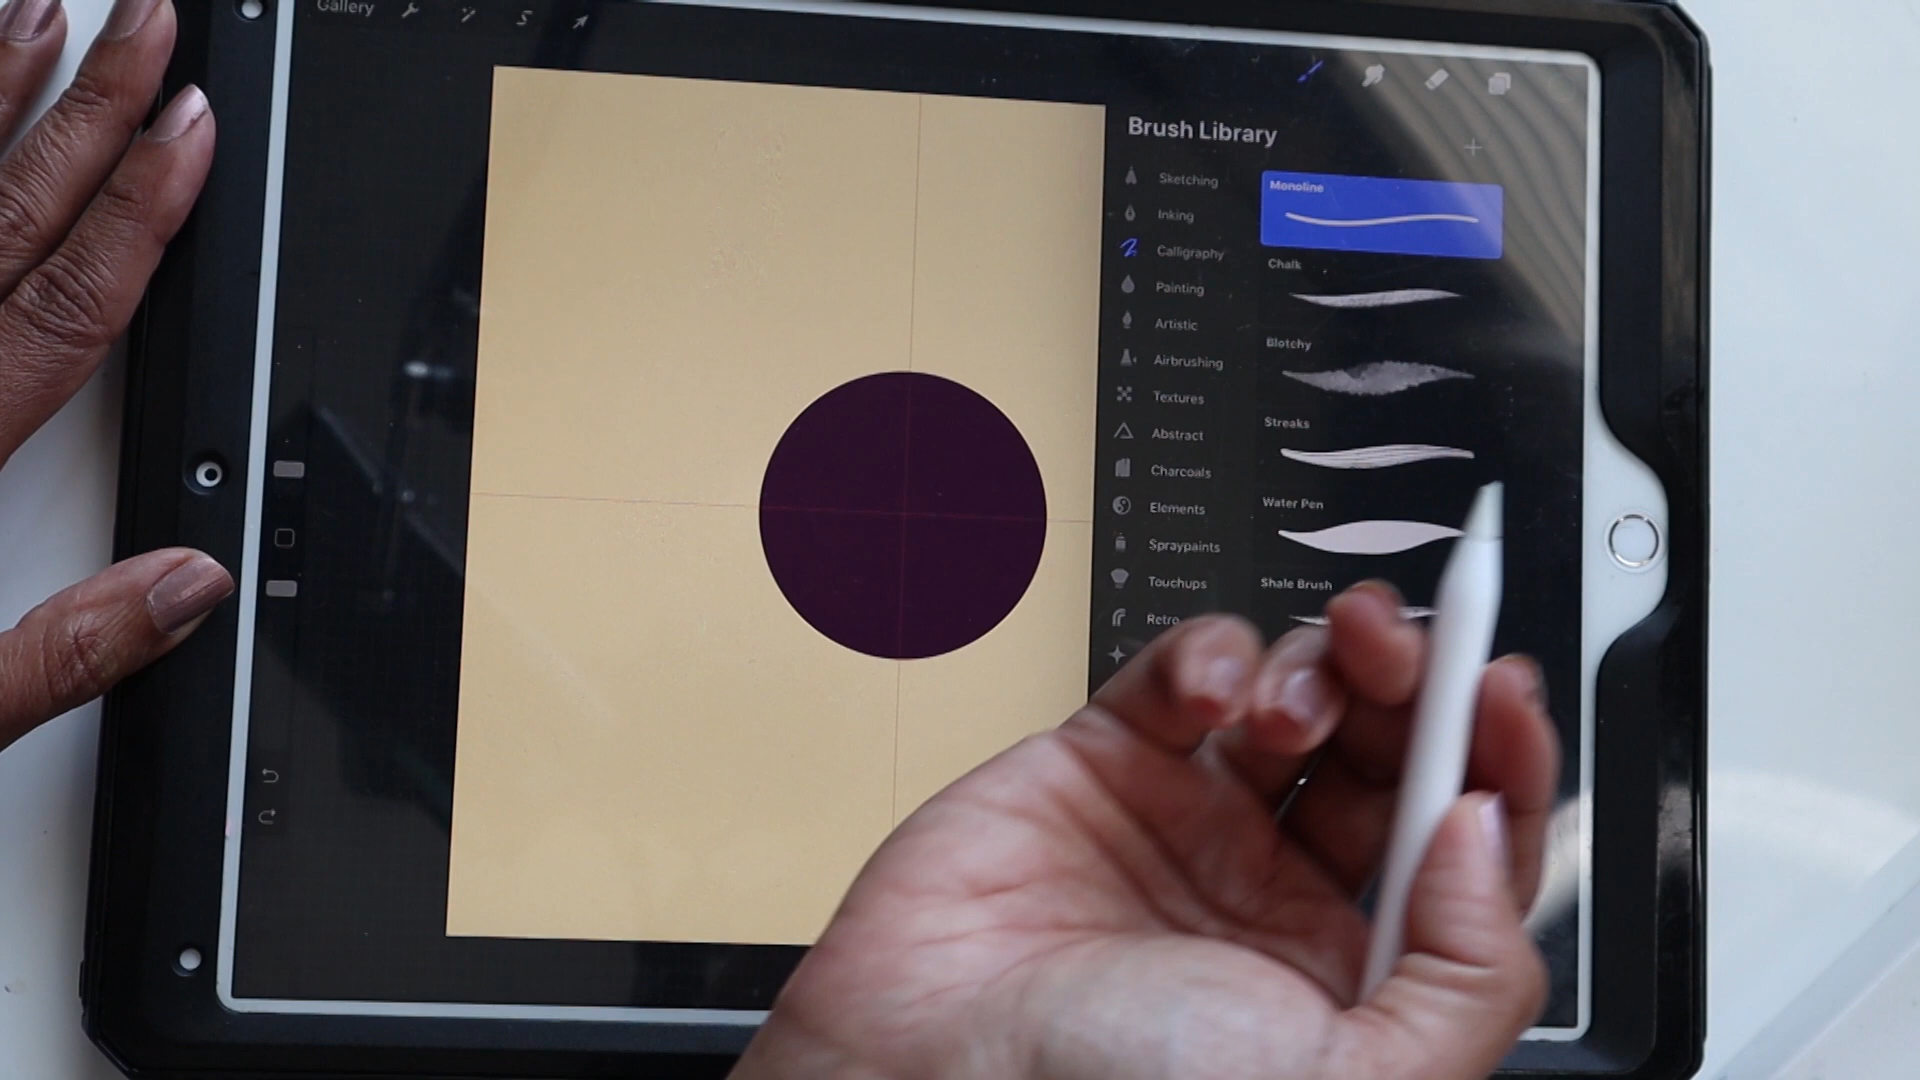 Gallery
Brush Library
Sketching
Inking
Calligraphy
Painting
Artistic
Airbrushing
Textures
Abstract
Charcoals
Elements
Spraypaints
Touchups
Retro
Monoline
Chalk
Blotchy
Streaks
Water Pen
Shale Brush